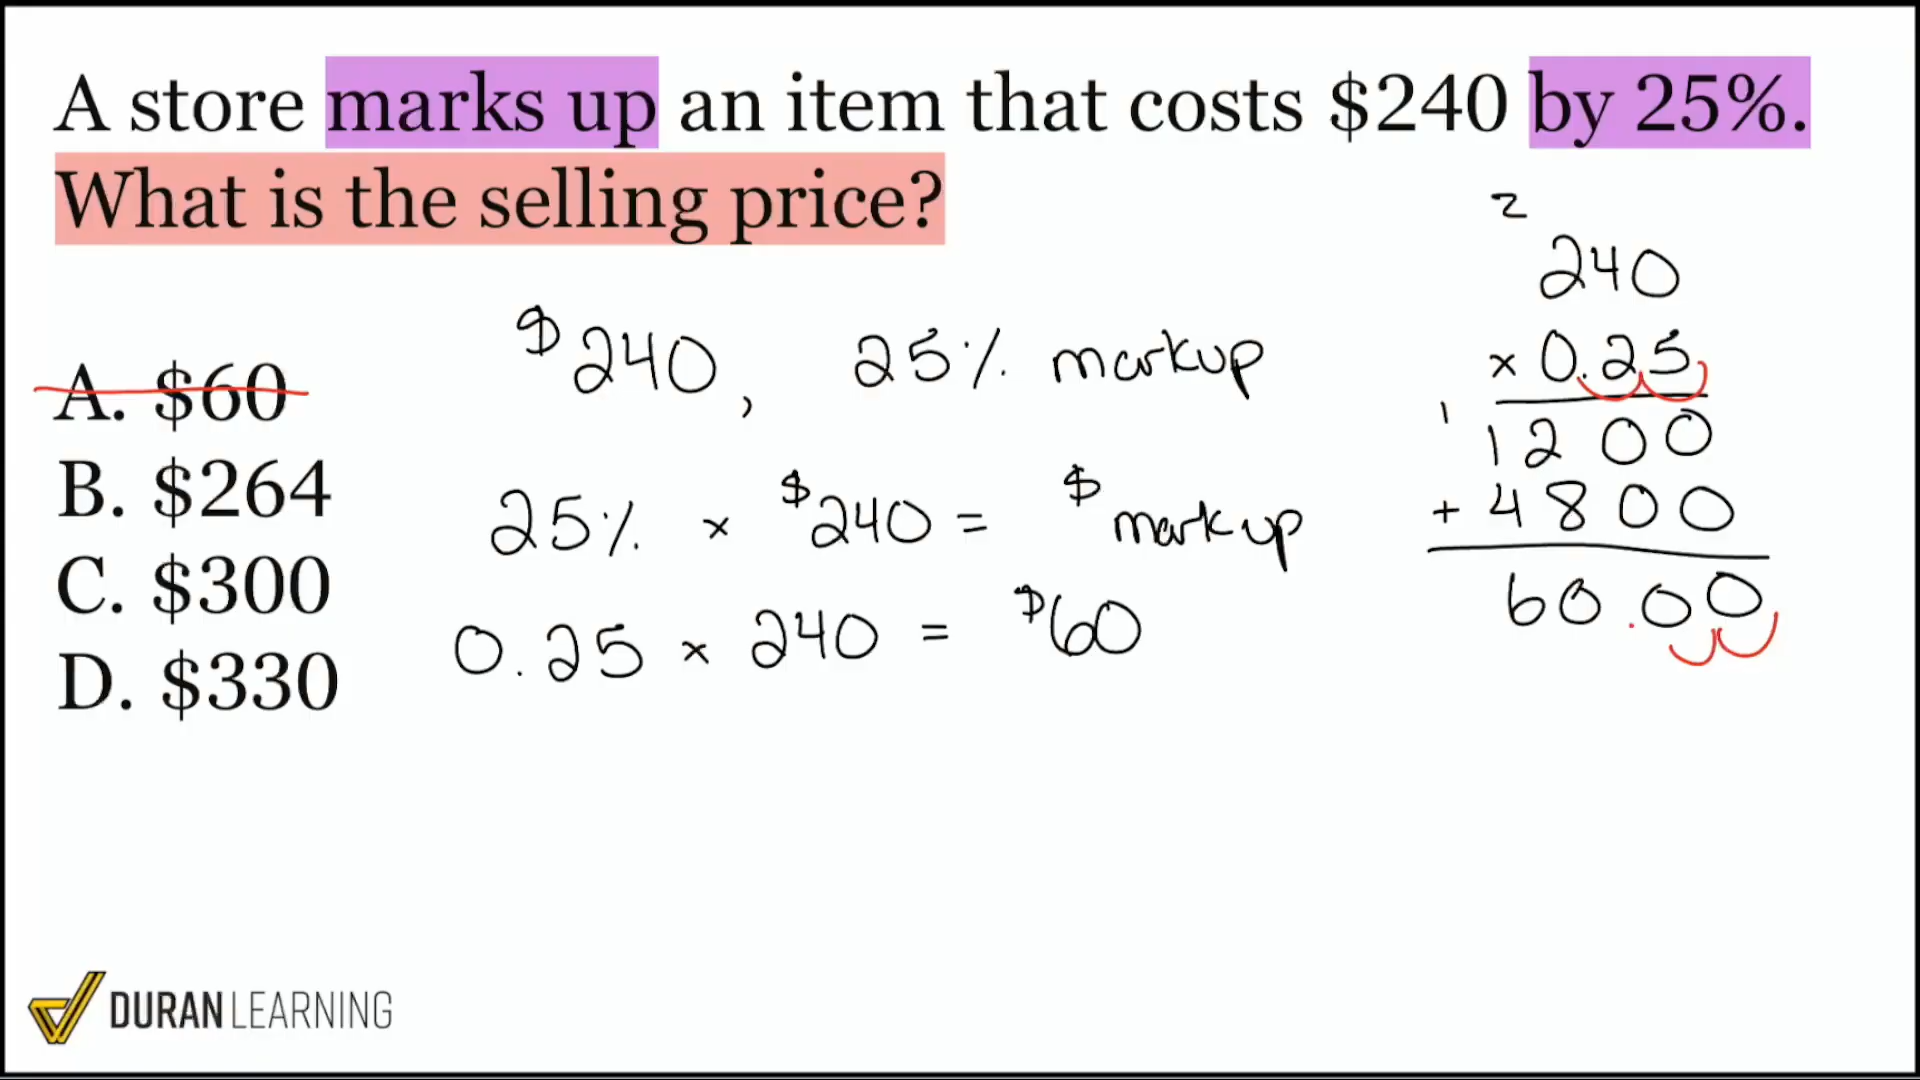 A store marks up an item that costs $240 by 25%.
What is the selling price?
A. $60
B. $264
C. $300
D. $330
$240, 25% markup
25% × $240 = $ markup
0.25 × 240 = $60
2
240
× 0.25
1
1200
+ 4800
60.00
DURAN LEARNING